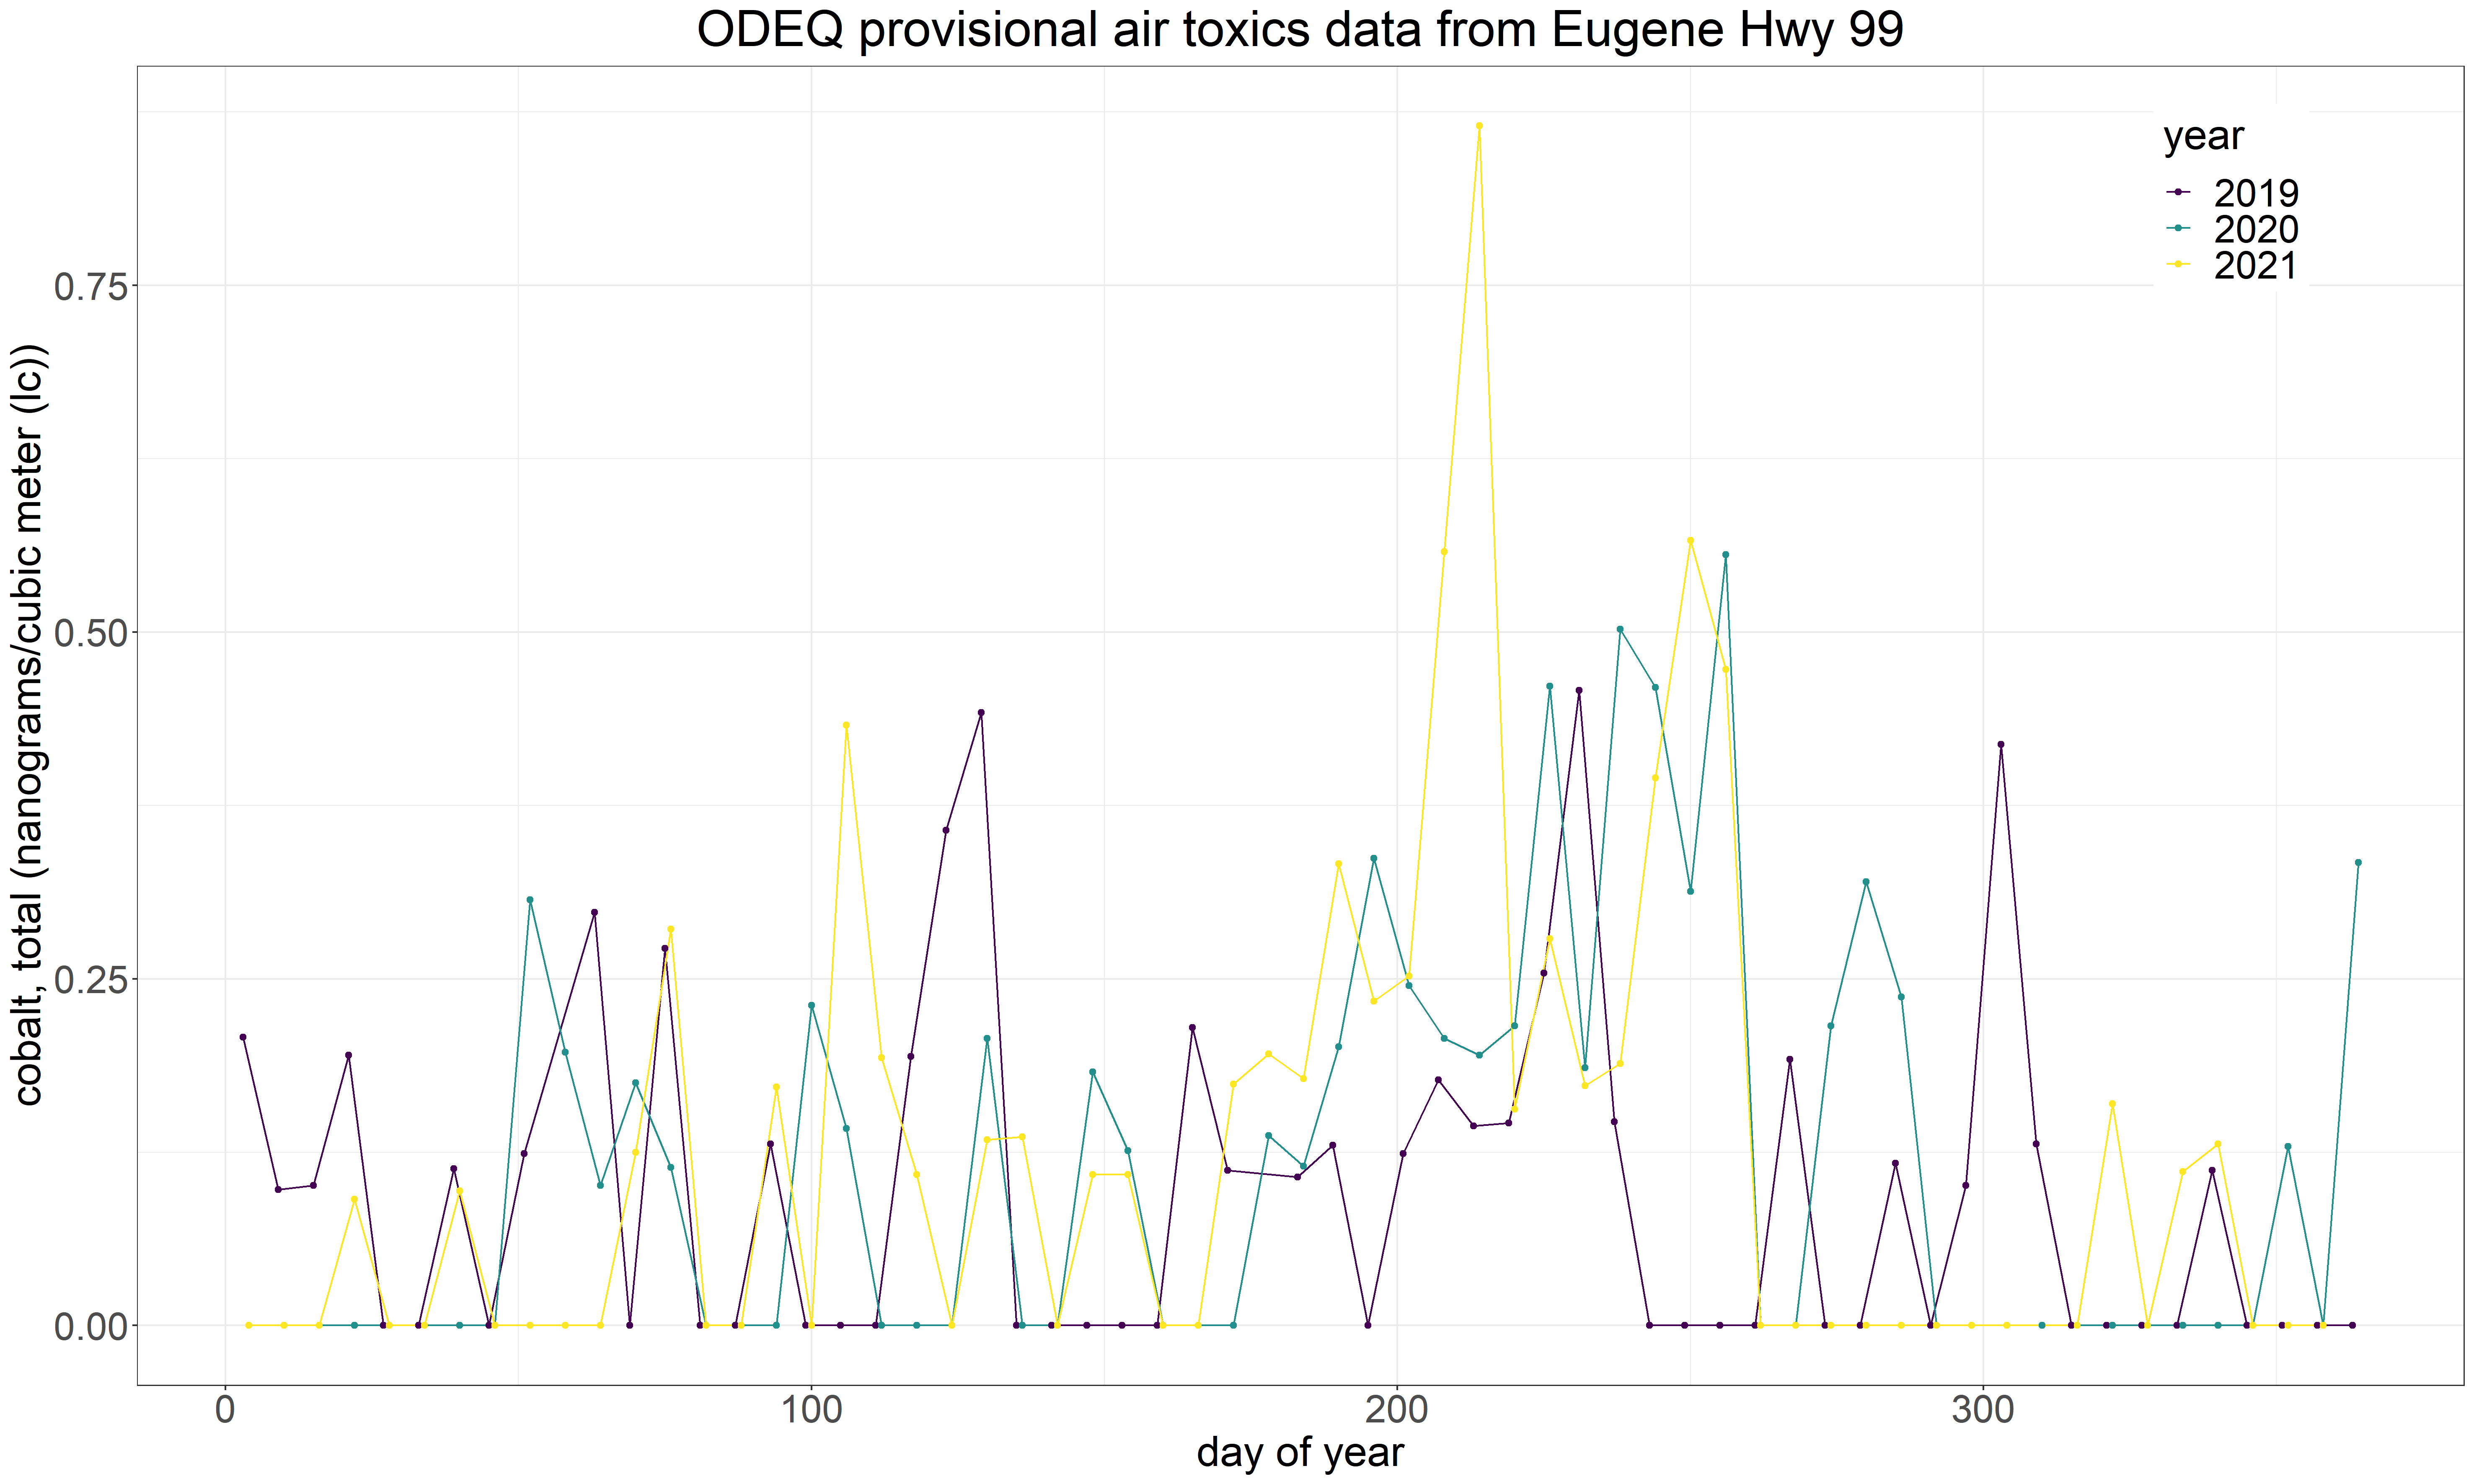 ODEQ provisional air toxics data from Eugene Hwy 99
year
2019
2020
2021
0.75
0.50
0.25
0.00
cobalt, total (nanograms/cubic meter (lc))
0 100 200 300
day of year